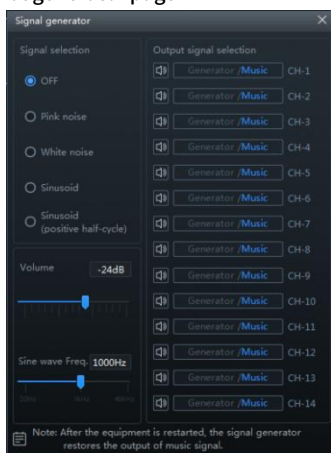 Signal generator
Signal selection
OFF
Pink noise
White noise
Sinusoid
Sinusoid
(positive half-cycle)
Volume
-24dB
Sine wave Freq.
1000Hz
20Hz
Output signal selection
Generator /Music CH-1
Generator /Music CH-2
Generator /Music CH-3
Generator /Music CH-4
Generator /Music CH-5
Generator /Music CH-6
Generator /Music CH-7
Generator /Music CH-8
Generator /Music CH-9
Generator /Music CH-10
Generator /Music CH-11
Generator /Music CH-12
Generator /Music CH-13
Generator /Music CH-14
Note: After the equipment is restarted, the signal generator
restores the output of music signal.